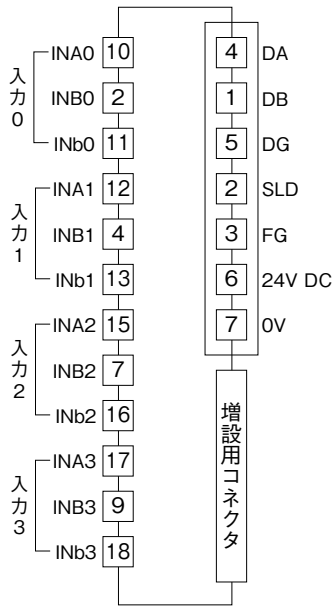 入力0
INA0 10
INB0 2
INb0 11
入力1
INA1 12
INB1 4
INb1 13
入力2
INA2 15
INB2 7
INb2 16
入力3
INA3 17
INB3 9
INb3 18
4 DA
1 DB
5 DG
2 SLD
3 FG
6 24V DC
7 0V
増設用コネクタ